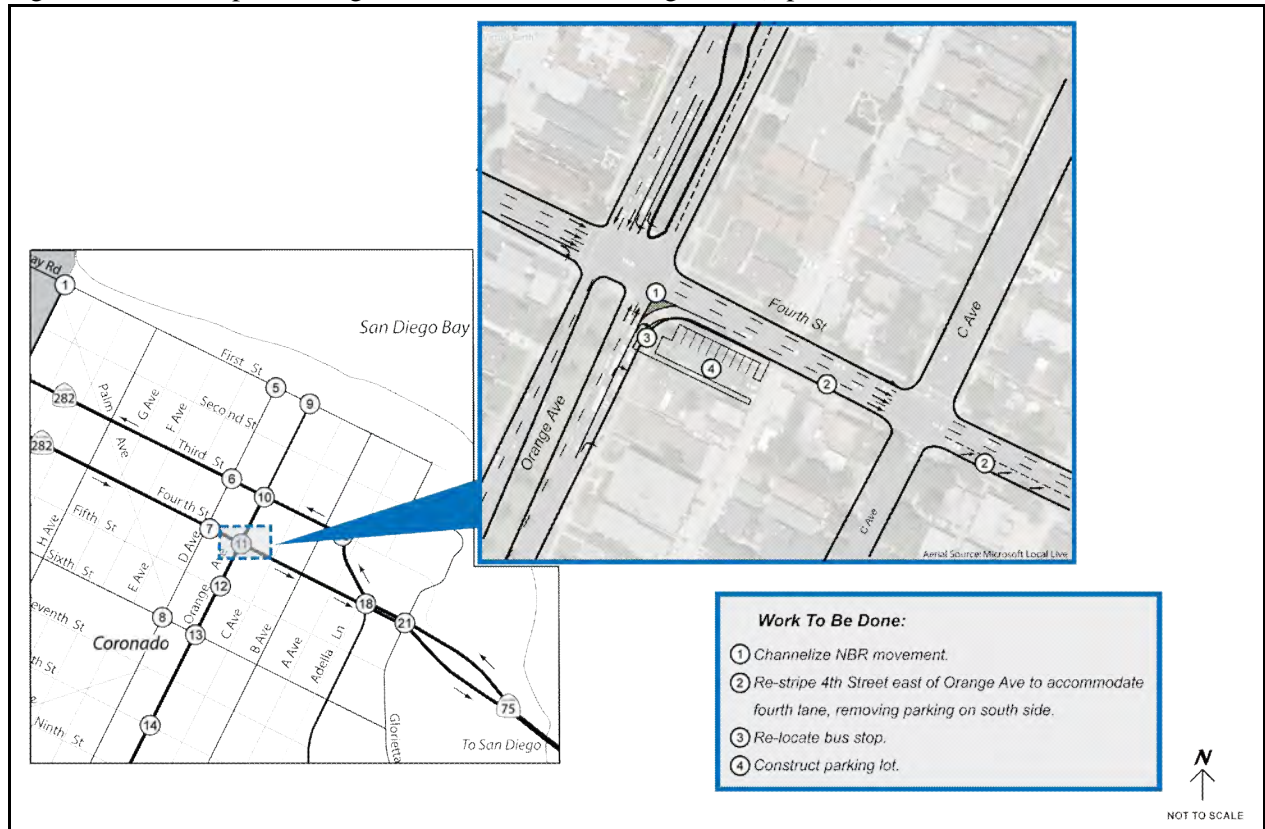 Fourth St
C Ave
Orange Ave
C Ave
1
2
2
3
4
Aerial Source: Microsoft Local Live
ay Rd
1
San Diego Bay
First St
5
9
Second St
282
Palm Ave
G Ave
F Ave
Third St
6
10
282
Fourth St
7
11
Fifth St
H Ave
D Ave
Sixth St
E Ave
Orange Ave
12
18
21
8
13
C Ave
B Ave
A Ave
Adella Ln
eventh St
Coronado
th St
e
Ninth St
14
Glorietta
75
To San Diego
Work To Be Done:
1 Channelize NBR movement.
2 Re-stripe 4th Street east of Orange Ave to accommodate
fourth lane, removing parking on south side.
3 Re-locate bus stop.
4 Construct parking lot.
N
NOT TO SCALE